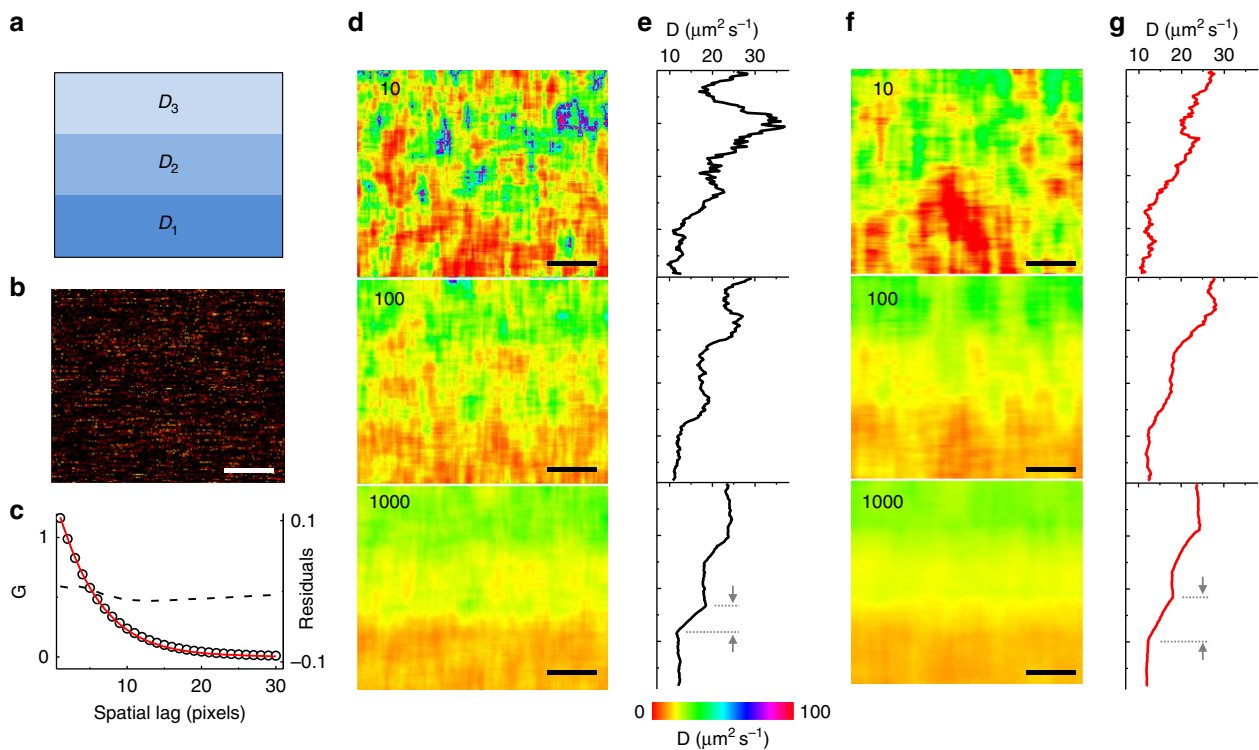 a
D3
D2
D1
b
c
1
0
G
0.1
−0.1
Residuals
10
20
30
Spatial lag (pixels)
d
10
100
1000
e
D (μm² s⁻¹)
10
20
30
0
100
D (μm² s⁻¹)
f
10
100
1000
g
D (μm² s⁻¹)
10
20
30